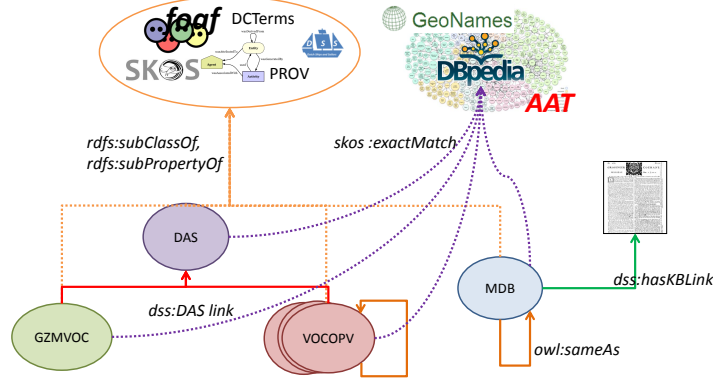 foaf
DCTerms
SKOS
PROV
GeoNames
DBpedia
AAT
rdfs:subClassOf,
rdfs:subPropertyOf
skos :exactMatch
DAS
MDB
dss:hasKBLink
dss:DAS link
GZMVOC
VOCOPV
owl:sameAs